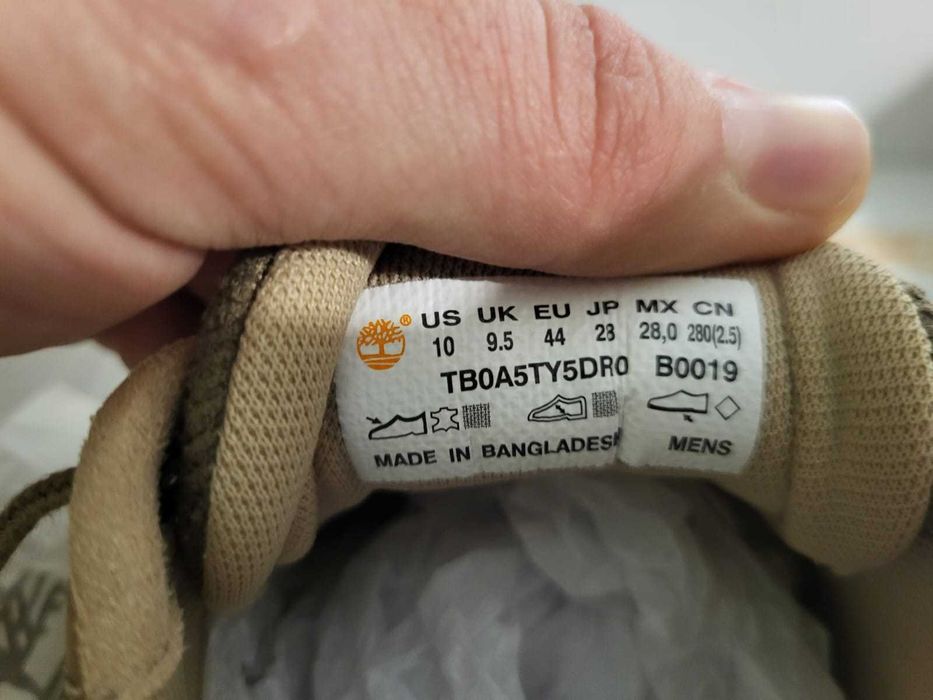 ® US UK EU JP MX CN
10 9.5 44 28 28,0 280(2.5)
TB0A5TY5DR0 B0019
MADE IN BANGLADESH MENS